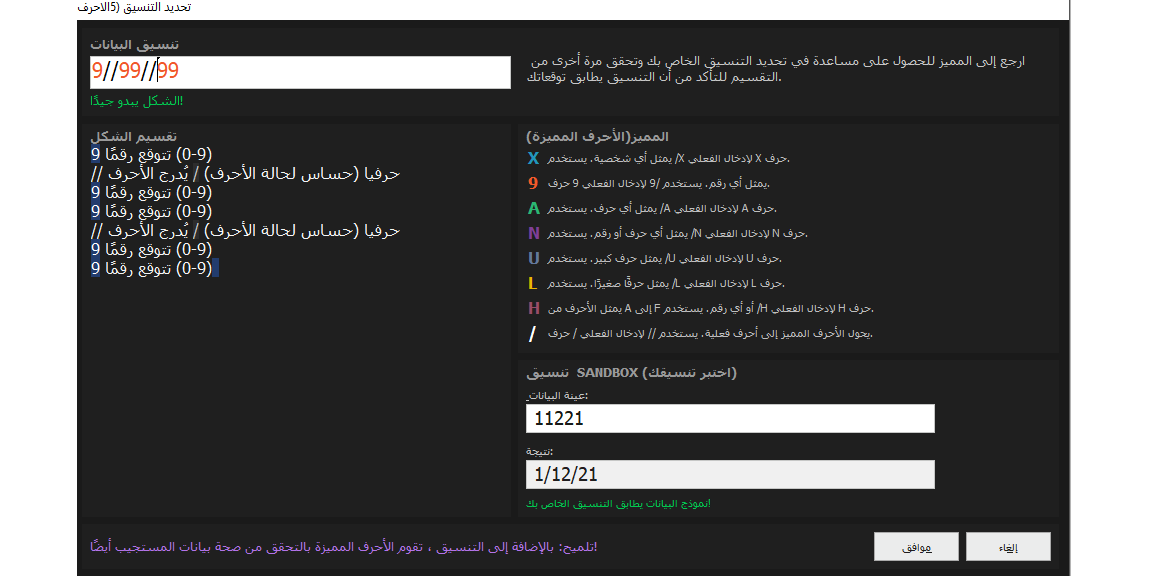 تحديد التنسيق (5الاحرف
تنسيق البيانات
9//99//99
الشكل يبدو جيدًا!
ارجع إلى المميز للحصول على مساعدة في تحديد التنسيق الخاص بك وتحقق مرة أخرى من
التقسيم للتأكد من أن التنسيق يطابق توقعاتك.
تقسيم الشكل
9 تتوقع رقمًا (0-9)
// حرفيا (حساس لحالة الأحرف) / يُدرج الأحرف
9 تتوقع رقمًا (0-9)
9 تتوقع رقمًا (0-9)
// حرفيا (حساس لحالة الأحرف) / يُدرج الأحرف
9 تتوقع رقمًا (0-9)
9 تتوقع رقمًا (0-9)
المميز(الأحرف المميزة)
X يمثل أي شخصية. يستخدم /X لإدخال الفعلي X حرف.
9 يمثل أي رقم. يستخدم /9 لإدخال الفعلي 9 حرف.
A يمثل أي حرف. يستخدم /A لإدخال الفعلي A حرف.
N يمثل أي حرف أو رقم. يستخدم /N لإدخال الفعلي N حرف.
U يمثل حرف كبير. يستخدم /U لإدخال الفعلي U حرف.
L يمثل حرفًا صغيرًا. يستخدم /L لإدخال الفعلي L حرف.
H يمثل الأحرف من A إلى F أو أي رقم. يستخدم /H لإدخال الفعلي H حرف.
/ يحول الأحرف المميز إلى أحرف فعلية. يستخدم // لإدخال الفعلي / حرف.
تنسيق SANDBOX (اختبر تنسيقك)
عينة البيانات:
11221
نتيجة:
1/12/21
نموذج البيانات يطابق التنسيق الخاص بك!
تلميح: بالإضافة إلى التنسيق ، تقوم الأحرف المميزة بالتحقق من صحة بيانات المستجيب أيضًا!
موافق
إلغاء